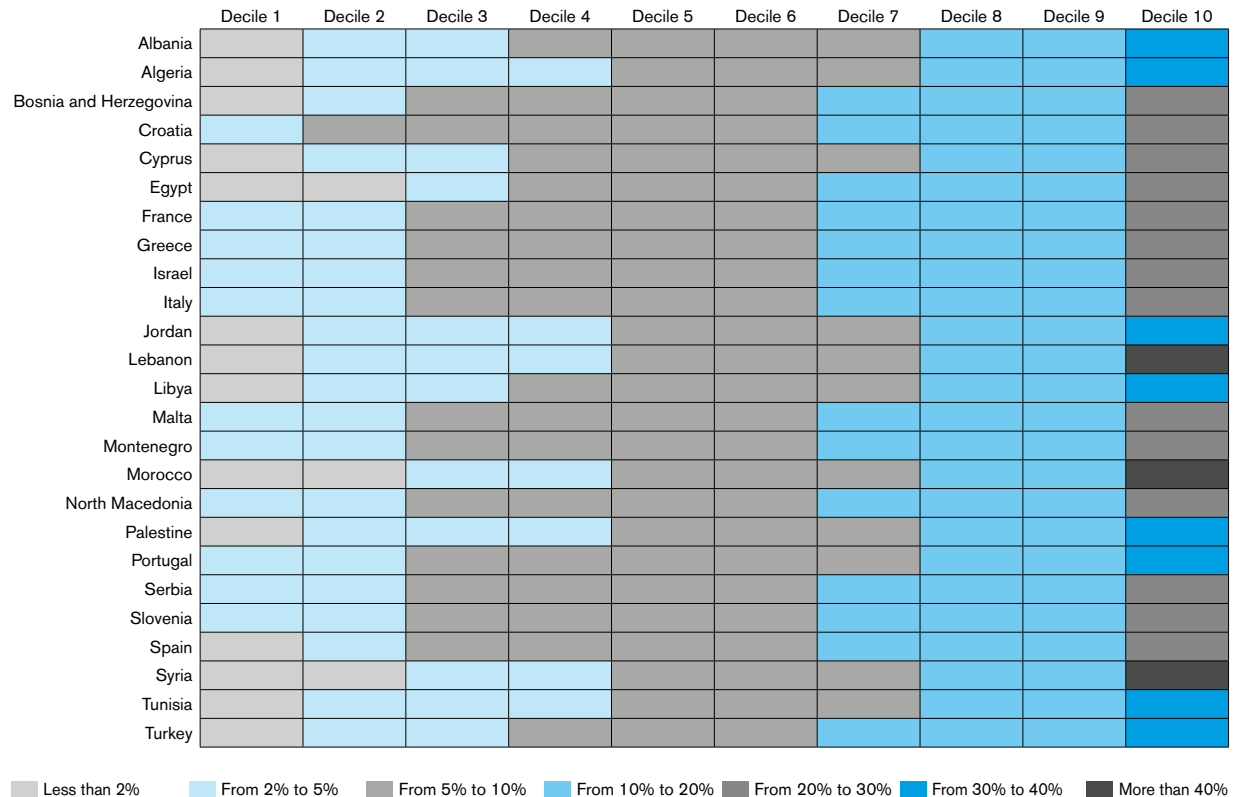 Decile 1 Decile 2 Decile 3 Decile 4 Decile 5 Decile 6 Decile 7 Decile 8 Decile 9 Decile 10
Albania
Algeria
Bosnia and Herzegovina
Croatia
Cyprus
Egypt
France
Greece
Israel
Italy
Jordan
Lebanon
Libya
Malta
Montenegro
Morocco
North Macedonia
Palestine
Portugal
Serbia
Slovenia
Spain
Syria
Tunisia
Turkey
Less than 2% From 2% to 5% From 5% to 10% From 10% to 20% From 20% to 30% From 30% to 40% More than 40%